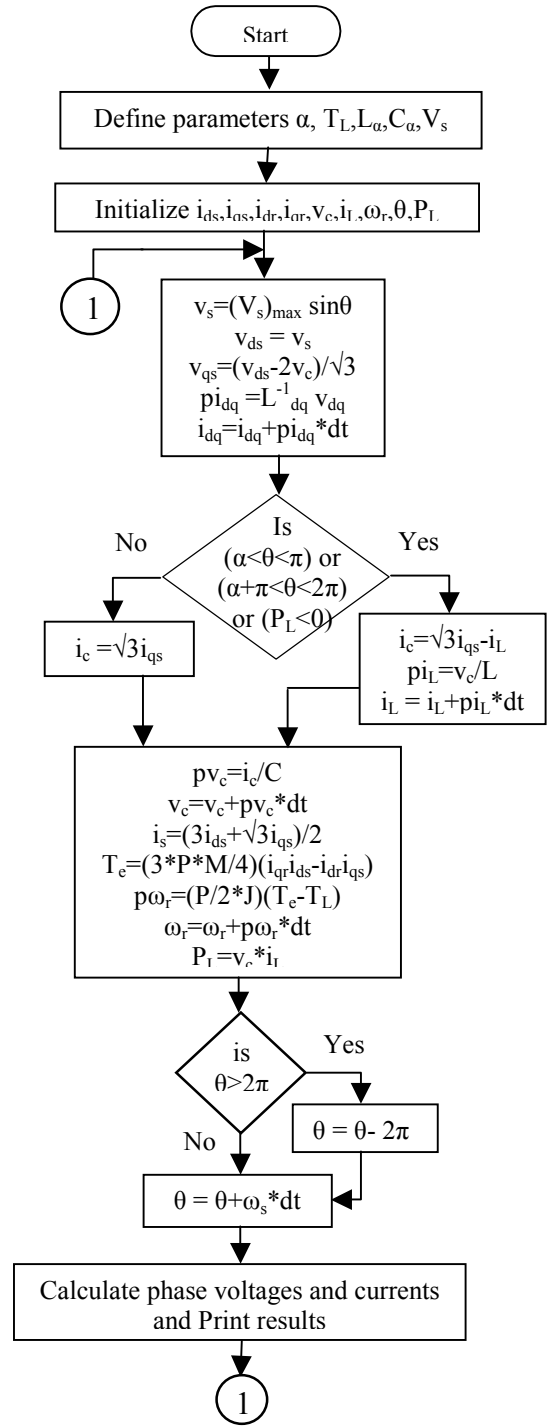 Start
Define parameters α, T_L,L_α,C_α,V_s
Initialize i_ds,i_qs,i_dr,i_qr,v_c,i_L,ω_r,θ,P_L
1
v_s=(V_s)_max sinθ
v_ds = v_s
v_qs=(v_ds-2v_c)/√3
pi_dq =L^-1_dq v_dq
i_dq=i_dq+pi_dq*dt
No
Is
(α<θ<π) or
(α+π<θ<2π)
or (P_L<0)
Yes
i_c =√3i_qs
i_c=√3i_qs-i_L
pi_L=v_c/L
i_L = i_L+pi_L*dt
pv_c=i_c/C
v_c=v_c+pv_c*dt
i_s=(3i_ds+√3i_qs)/2
T_e=(3*P*M/4)(i_qr i_ds-i_dr i_qs)
pω_r=(P/2*J)(T_e-T_L)
ω_r=ω_r+pω_r*dt
P_L=v_c*i_L
is
θ>2π
Yes
θ = θ- 2π
No
θ = θ+ω_s*dt
Calculate phase voltages and currents
and Print results
1